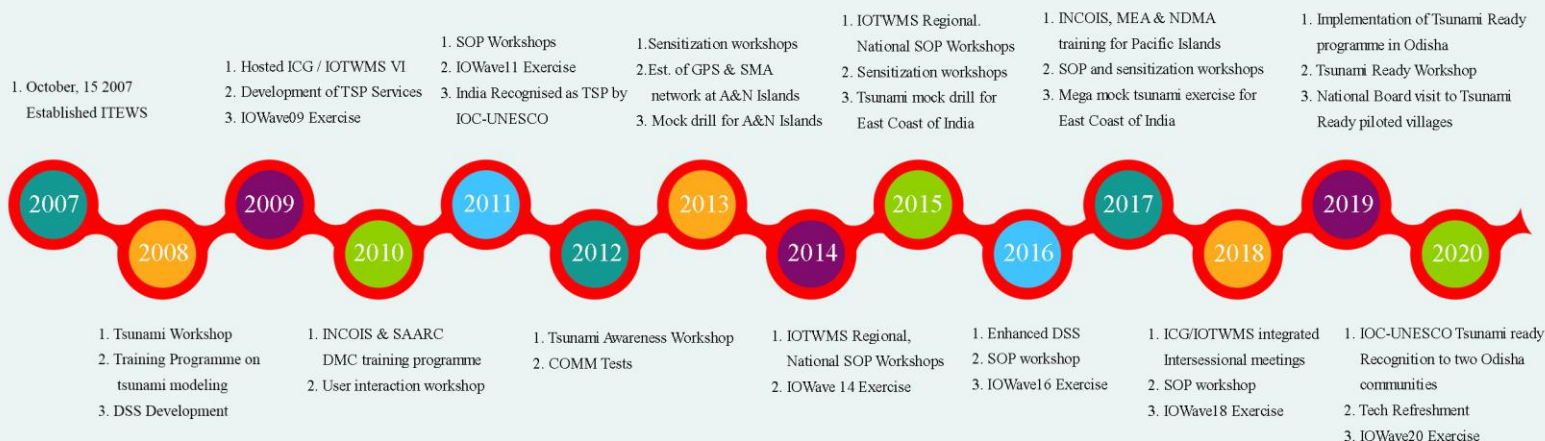 1. October, 15 2007
Established ITEWS
1. Hosted ICG / IOTWMS VI
2. Development of TSP Services
3. IOWave09 Exercise
1. SOP Workshops
2. IOWave11 Exercise
3. India Recognised as TSP by
IOC-UNESCO
1.Sensitization workshops
2.Est. of GPS & SMA
network at A&N Islands
3. Mock drill for A&N Islands
1. IOTWMS Regional.
National SOP Workshops
2. Sensitization workshops
3. Tsunami mock drill for
East Coast of India
1. INCOIS, MEA & NDMA
training for Pacific Islands
2. SOP and sensitization workshops
3. Mega mock tsunami exercise for
East Coast of India
1. Implementation of Tsunami Ready
programme in Odisha
2. Tsunami Ready Workshop
3. National Board visit to Tsunami
Ready piloted villages
2007
2008
2009
2010
2011
2012
2013
2014
2015
2016
2017
2018
2019
2020
1. Tsunami Workshop
2. Training Programme on
tsunami modeling
3. DSS Development
1. INCOIS & SAARC
DMC training programme
2. User interaction workshop
1. Tsunami Awareness Workshop
2. COMM Tests
1. IOTWMS Regional,
National SOP Workshops
2. IOWave 14 Exercise
1. Enhanced DSS
2. SOP workshop
3. IOWave16 Exercise
1. ICG/IOTWMS integrated
Intersessional meetings
2. SOP workshop
3. IOWave18 Exercise
1. IOC-UNESCO Tsunami ready
Recognition to two Odisha
communities
2. Tech Refreshment
3. IOWave20 Exercise